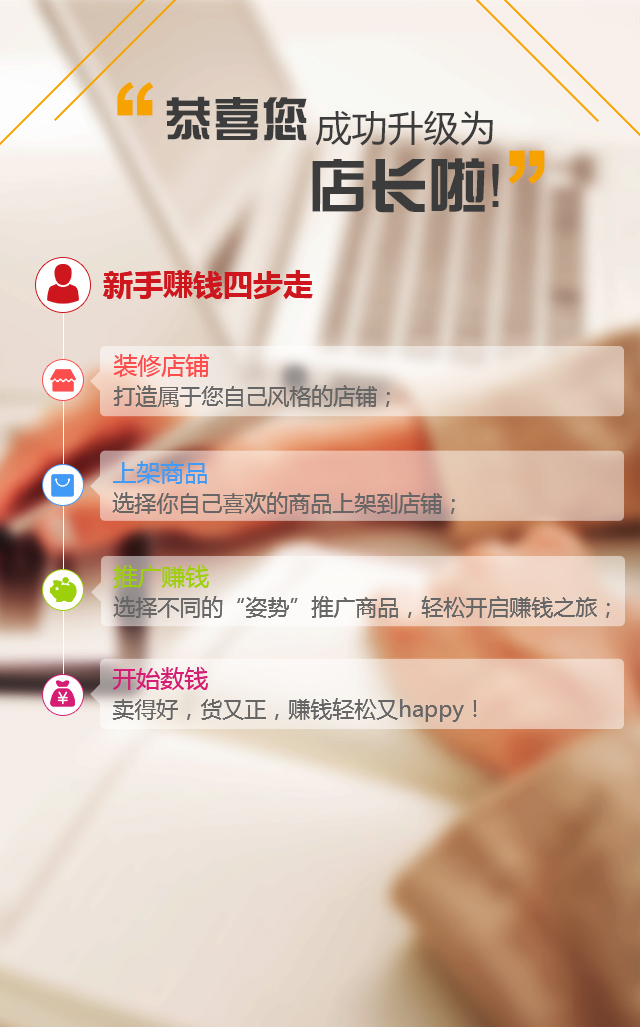 “恭喜您 成功升级为
店长啦!”
新手赚钱四步走
装修店铺
打造属于您自己风格的店铺；
上架商品
选择你自己喜欢的商品上架到店铺；
推广赚钱
选择不同的“姿势”推广商品，轻松开启赚钱之旅；
开始数钱
卖得好，货又正，赚钱轻松又happy！